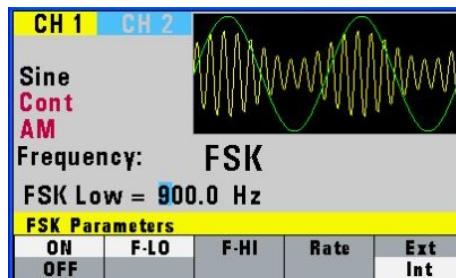 CH 1 CH 2
Sine
Cont
AM
Frequency: FSK
FSK Low = 900.0 Hz
FSK Parameters
ON F-LO F-HI Rate Ext
OFF Int